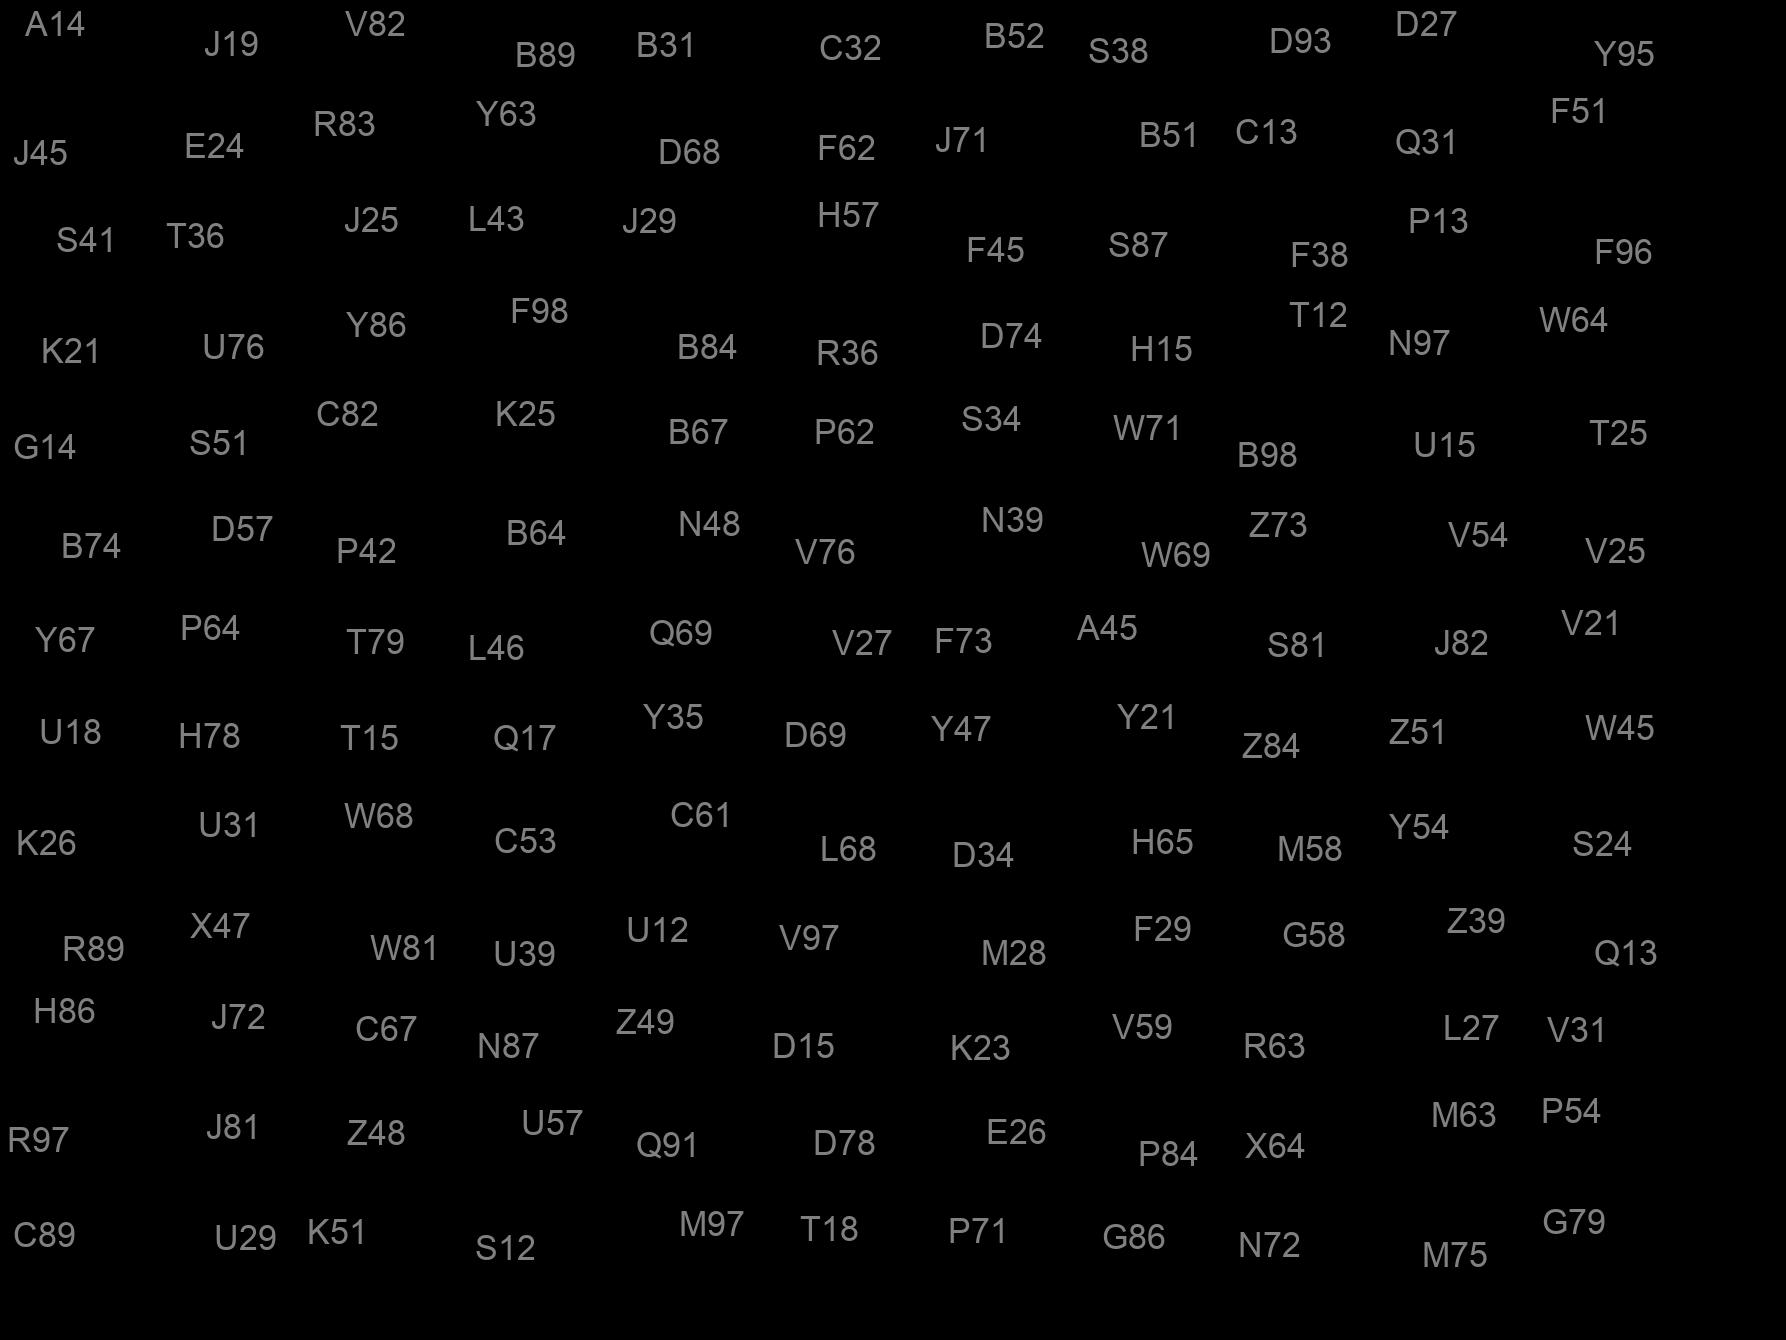 A14 J19 V82 B89 B31 C32 B52 S38 D93 D27 Y95
J45 E24 R83 Y63 D68 F62 J71 B51 C13 Q31 F51
S41 T36 J25 L43 J29 H57 F45 S87 F38 P13 F96
K21 U76 Y86 F98 B84 R36 D74 H15 T12 N97 W64
G14 S51 C82 K25 B67 P62 S34 W71 B98 U15 T25
B74 D57 P42 B64 N48 V76 N39 W69 Z73 V54 V25
Y67 P64 T79 L46 Q69 V27 F73 A45 S81 J82 V21
U18 H78 T15 Q17 Y35 D69 Y47 Y21 Z84 Z51 W45
K26 U31 W68 C53 C61 L68 D34 H65 M58 Y54 S24
R89 X47 W81 U39 U12 V97 M28 F29 G58 Z39 Q13
H86 J72 C67 N87 Z49 D15 K23 V59 R63 L27 V31
R97 J81 Z48 U57 Q91 D78 E26 P84 X64 M63 P54
C89 U29 K51 S12 M97 T18 P71 G86 N72 M75 G79